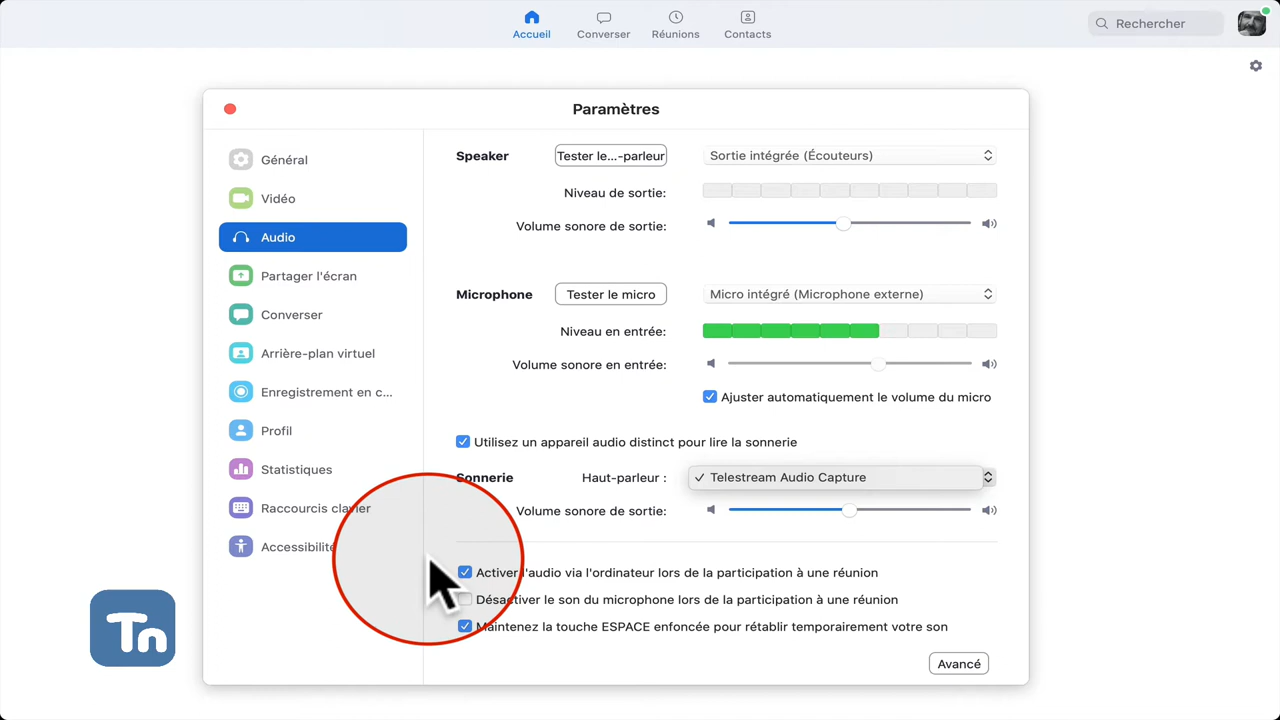 Accueil
Converser
Réunions
Contacts
Rechercher
Paramètres
Général
Vidéo
Audio
Partager l'écran
Converser
Arrière-plan virtuel
Enregistrement en c...
Profil
Statistiques
Raccourcis clavier
Accessibilité
Speaker
Tester le...-parleur
Sortie intégrée (Écouteurs)
Niveau de sortie:
Volume sonore de sortie:
Microphone
Tester le micro
Micro intégré (Microphone externe)
Niveau en entrée:
Volume sonore en entrée:
Ajuster automatiquement le volume du micro
Utilisez un appareil audio distinct pour lire la sonnerie
Sonnerie
Haut-parleur :
✓ Telestream Audio Capture
Volume sonore de sortie:
Activer l'audio via l'ordinateur lors de la participation à une réunion
Désactiver le son du microphone lors de la participation à une réunion
Maintenez la touche ESPACE enfoncée pour rétablir temporairement votre son
Avancé
Tn